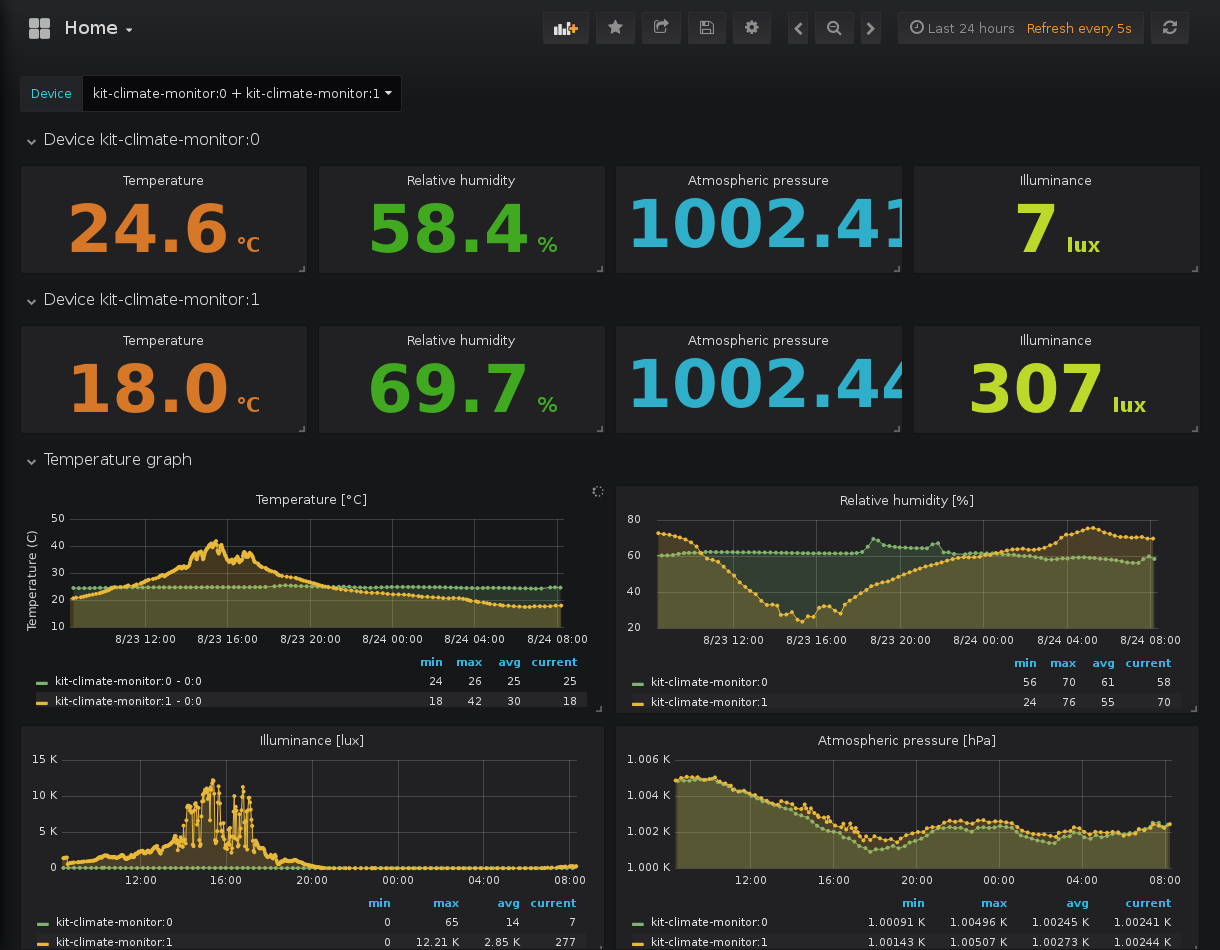 Home
Last 24 hours Refresh every 5s
Device kit-climate-monitor:0 + kit-climate-monitor:1
Device kit-climate-monitor:0
Temperature Relative humidity Atmospheric pressure Illuminance
24.6 °C 58.4 % 1002.41 7 lux
Device kit-climate-monitor:1
Temperature Relative humidity Atmospheric pressure Illuminance
18.0 °C 69.7 % 1002.44 307 lux
Temperature graph
Temperature [°C]
Temperature (C)
50
40
30
20
10
8/23 12:00 8/23 16:00 8/23 20:00 8/24 00:00 8/24 04:00 8/24 08:00
min max avg current
kit-climate-monitor:0 - 0:0 24 26 25 25
kit-climate-monitor:1 - 0:0 18 42 30 18
Relative humidity [%]
80
60
40
20
8/23 12:00 8/23 16:00 8/23 20:00 8/24 00:00 8/24 04:00 8/24 08:00
min max avg current
kit-climate-monitor:0 56 70 61 58
kit-climate-monitor:1 24 76 55 70
Illuminance [lux]
15 K
10 K
5 K
0
12:00 16:00 20:00 00:00 04:00 08:00
min max avg current
kit-climate-monitor:0 0 65 14 7
kit-climate-monitor:1 0 12.21 K 2.85 K 277
Atmospheric pressure [hPa]
1.006 K
1.004 K
1.002 K
1.000 K
12:00 16:00 20:00 00:00 04:00 08:00
min max avg current
kit-climate-monitor:0 1.00091 K 1.00496 K 1.00245 K 1.00241 K
kit-climate-monitor:1 1.00143 K 1.00507 K 1.00273 K 1.00244 K